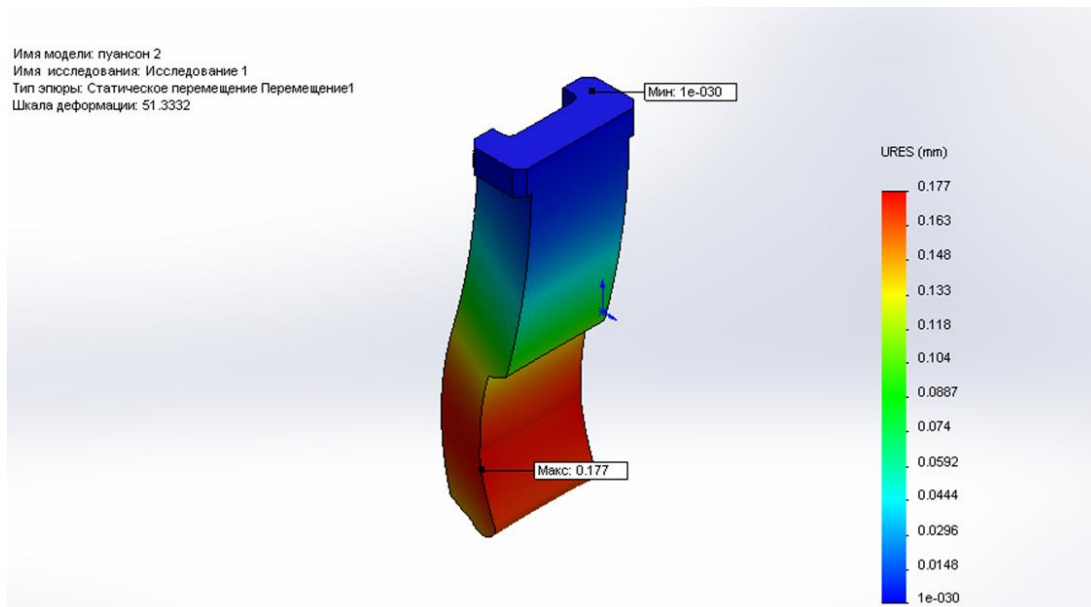 Имя модели: пуансон 2
Имя исследования: Исследование 1
Тип эпюры: Статическое перемещение Перемещение1
Шкала деформации: 51.3332
Мин: 1e-030
URES (mm)
0.177
0.163
0.148
0.133
0.118
0.104
0.0887
0.074
0.0592
0.0444
0.0296
0.0148
1e-030
Макс: 0.177